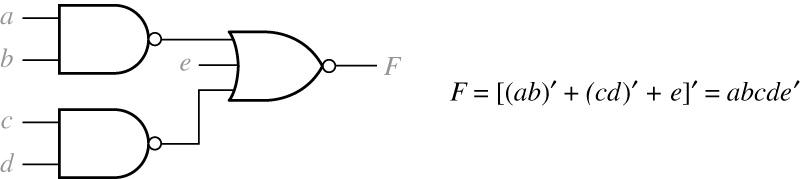 a
b
e
F
c
d
F = [(ab)′ + (cd)′ + e]′ = abcde′